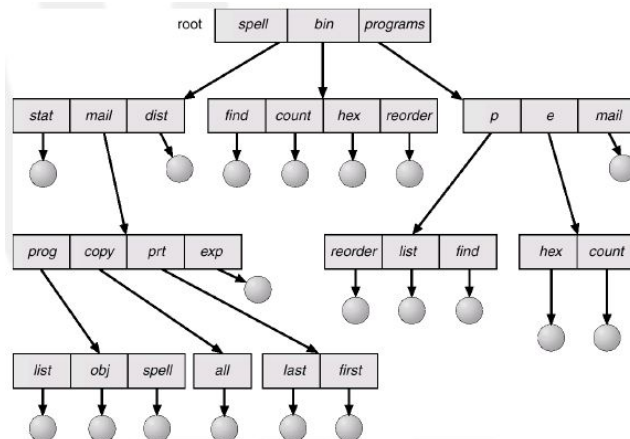 root spell bin programs
stat mail dist find count hex reorder p e mail
prog copy prt exp reorder list find hex count
list obj spell all last first